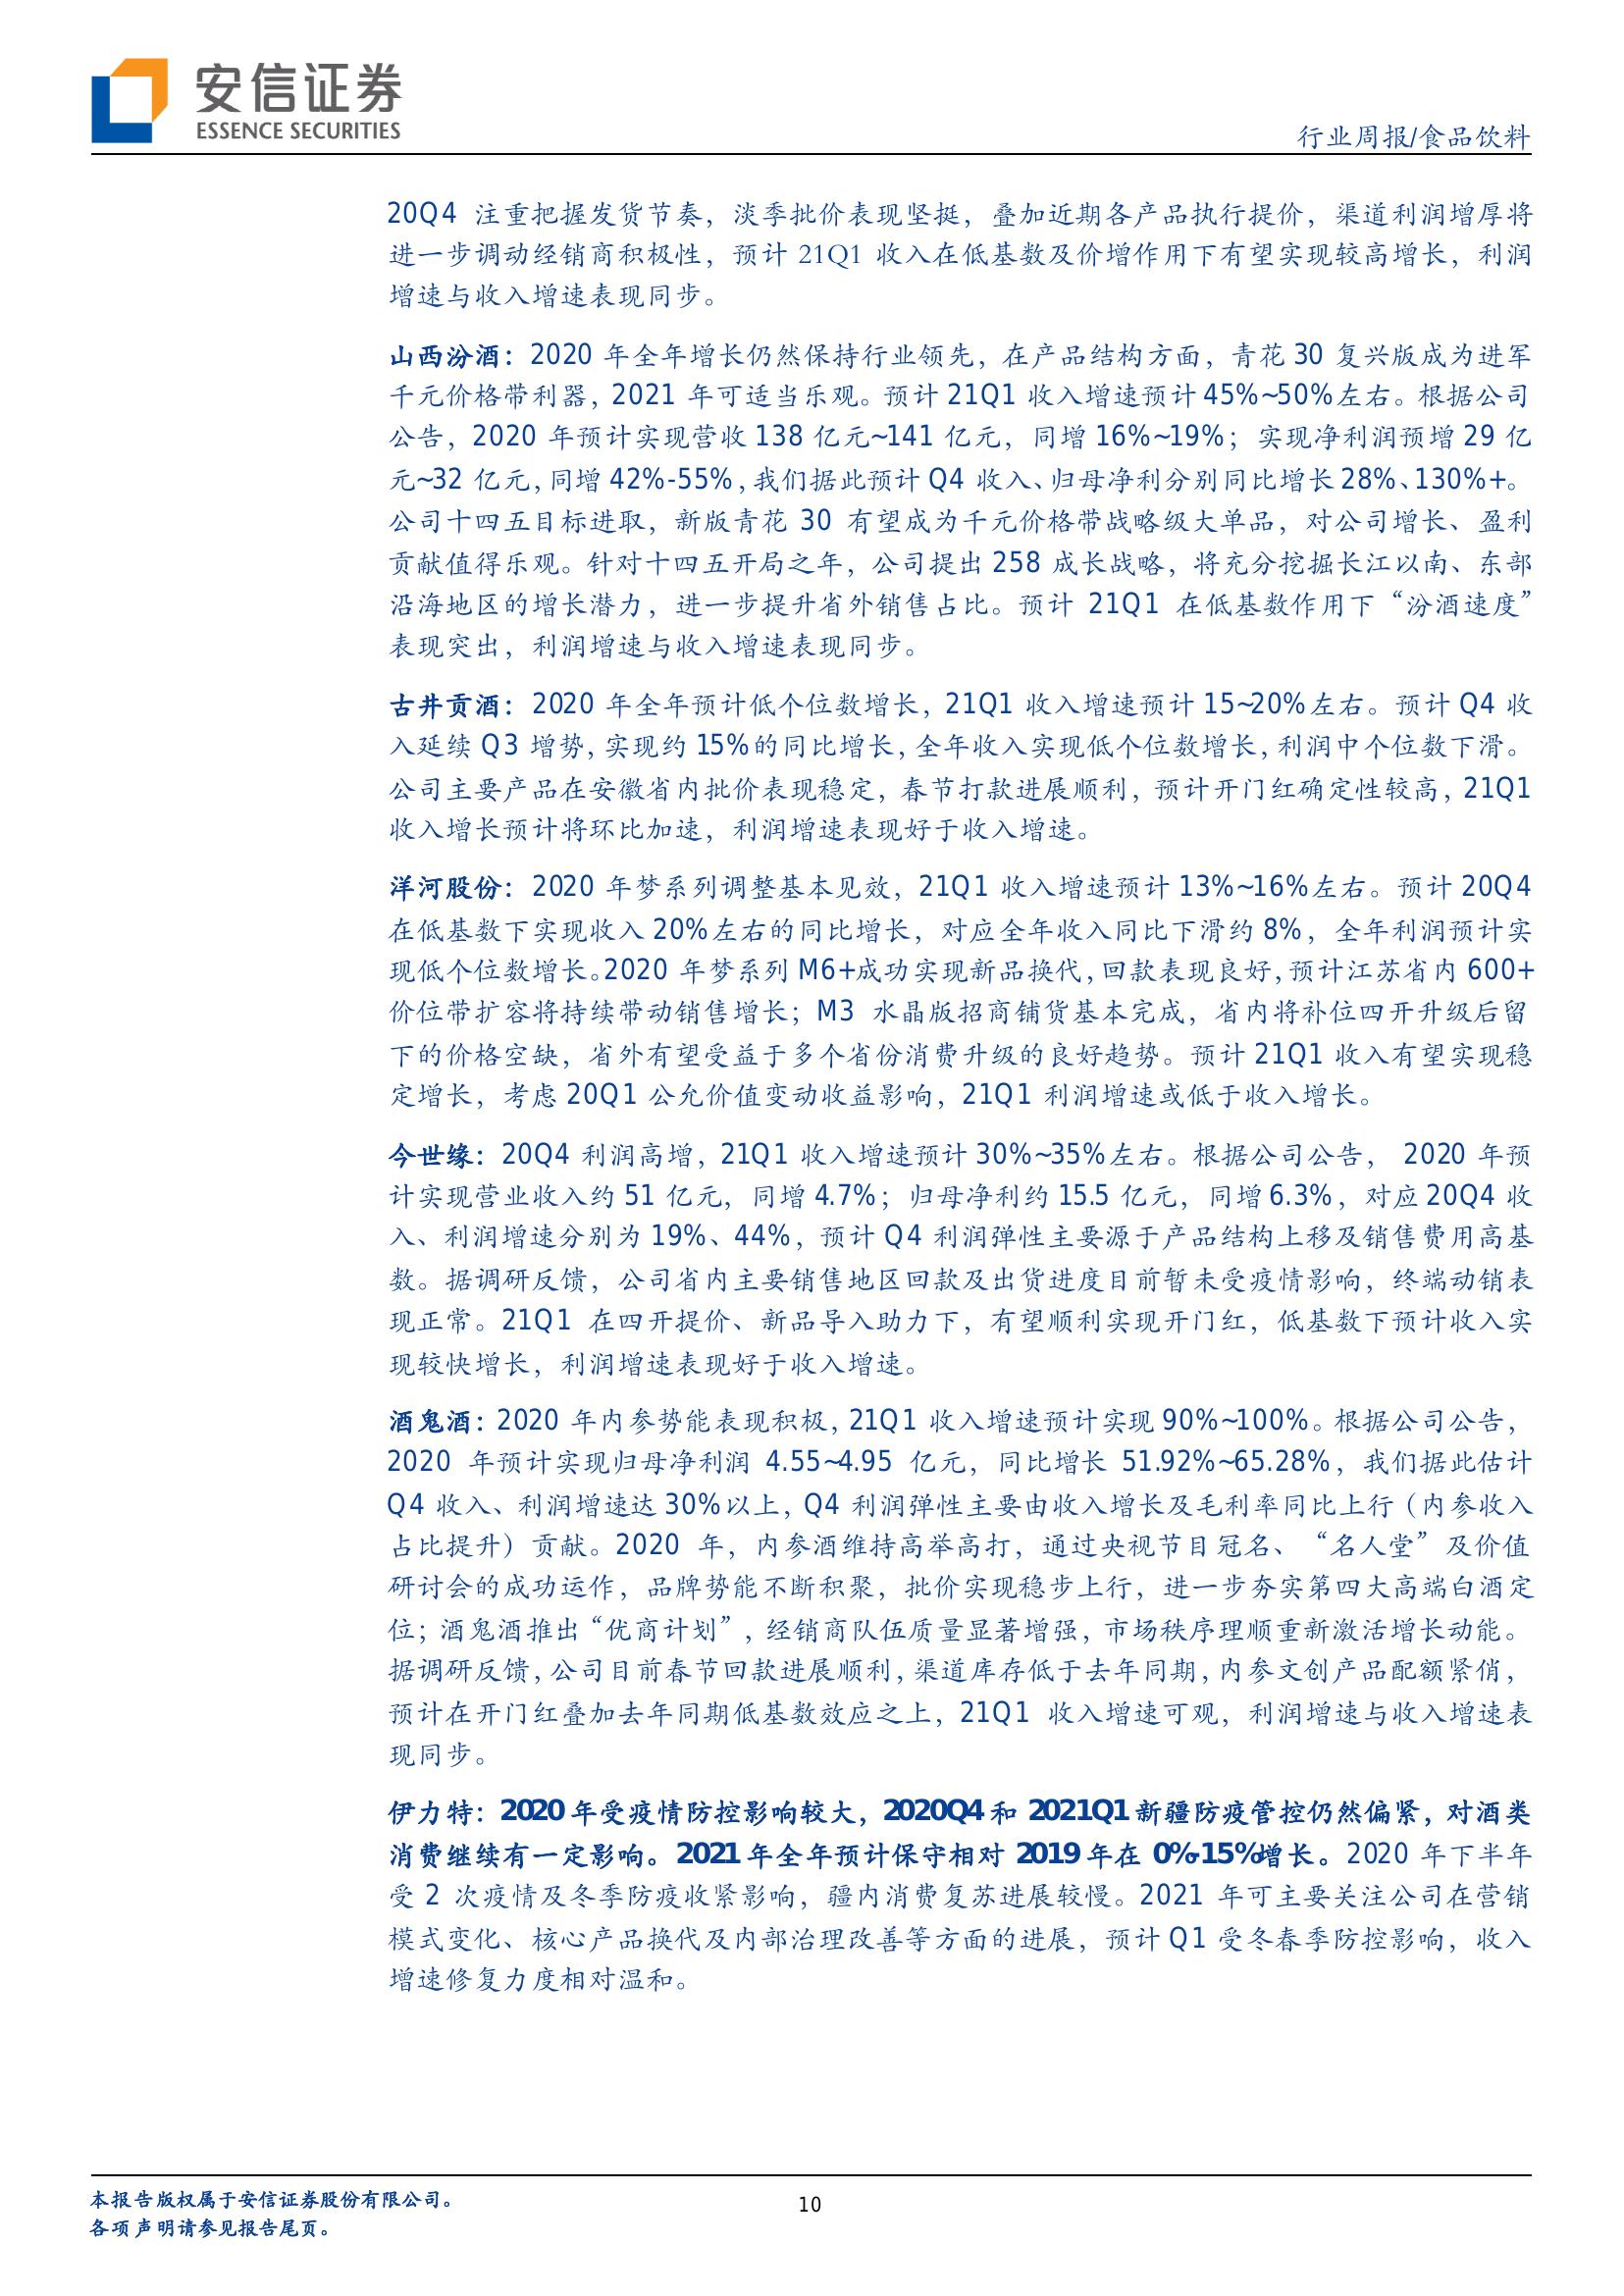 安信证券
ESSENCE SECURITIES
行业周报/食品饮料
20Q4 注重把握发货节奏，淡季批价表现坚挺，叠加近期各产品执行提价，渠道利润增厚将
进一步调动经销商积极性，预计 21Q1 收入在低基数及价增作用下有望实现较高增长，利润
增速与收入增速表现同步。
山西汾酒：2020 年全年增长仍然保持行业领先，在产品结构方面，青花 30 复兴版成为进军
千元价格带利器，2021 年可适当乐观。预计 21Q1 收入增速预计 45%~50%左右。根据公司
公告，2020 年预计实现营收 138 亿元~141 亿元，同增 16%~19%；实现净利润预增 29 亿
元~32 亿元，同增 42%-55%，我们据此预计 Q4 收入、归母净利分别同比增长 28%、130%+。
公司十四五目标进取，新版青花 30 有望成为千元价格带战略级大单品，对公司增长、盈利
贡献值得乐观。针对十四五开局之年，公司提出 258 成长战略，将充分挖掘长江以南、东部
沿海地区的增长潜力，进一步提升省外销售占比。预计 21Q1 在低基数作用下“汾酒速度”
表现突出，利润增速与收入增速表现同步。
古井贡酒：2020 年全年预计低个位数增长，21Q1 收入增速预计 15~20%左右。预计 Q4 收
入延续 Q3 增势，实现约 15%的同比增长，全年收入实现低个位数增长，利润中个位数下滑。
公司主要产品在安徽省内批价表现稳定，春节打款进展顺利，预计开门红确定性较高，21Q1
收入增长预计将环比加速，利润增速表现好于收入增速。
洋河股份：2020 年梦系列调整基本见效，21Q1 收入增速预计 13%~16%左右。预计 20Q4
在低基数下实现收入 20%左右的同比增长，对应全年收入同比下滑约 8%，全年利润预计实
现低个位数增长。2020 年梦系列 M6+成功实现新品换代，回款表现良好，预计江苏省内 600+
价位带扩容将持续带动销售增长；M3 水晶版招商铺货基本完成，省内将补位四开升级后留
下的价格空缺，省外有望受益于多个省份消费升级的良好趋势。预计 21Q1 收入有望实现稳
定增长，考虑 20Q1 公允价值变动收益影响，21Q1 利润增速或低于收入增长。
今世缘：20Q4 利润高增，21Q1 收入增速预计 30%~35%左右。根据公司公告， 2020 年预
计实现营业收入约 51 亿元，同增 4.7%；归母净利约 15.5 亿元，同增 6.3%，对应 20Q4 收
入、利润增速分别为 19%、44%，预计 Q4 利润弹性主要源于产品结构上移及销售费用高基
数。据调研反馈，公司省内主要销售地区回款及出货进度目前暂未受疫情影响，终端动销表
现正常。21Q1 在四开提价、新品导入助力下，有望顺利实现开门红，低基数下预计收入实
现较快增长，利润增速表现好于收入增速。
酒鬼酒：2020 年内参势能表现积极，21Q1 收入增速预计实现 90%~100%。根据公司公告，
2020 年预计实现归母净利润 4.55~4.95 亿元，同比增长 51.92%~65.28%，我们据此估计
Q4 收入、利润增速达 30%以上，Q4 利润弹性主要由收入增长及毛利率同比上行（内参收入
占比提升）贡献。2020 年，内参酒维持高举高打，通过央视节目冠名、“名人堂”及价值
研讨会的成功运作，品牌势能不断积聚，批价实现稳步上行，进一步夯实第四大高端白酒定
位；酒鬼酒推出“优商计划”，经销商队伍质量显著增强，市场秩序理顺重新激活增长动能。
据调研反馈，公司目前春节回款进展顺利，渠道库存低于去年同期，内参文创产品配额紧俏，
预计在开门红叠加去年同期低基数效应之上，21Q1 收入增速可观，利润增速与收入增速表
现同步。
伊力特：2020 年受疫情防控影响较大，2020Q4 和 2021Q1 新疆防疫管控仍然偏紧，对酒类
消费继续有一定影响。2021 年全年预计保守相对 2019 年在 0%-15%增长。2020 年下半年
受 2 次疫情及冬季防疫收紧影响，疆内消费复苏进展较慢。2021 年可主要关注公司在营销
模式变化、核心产品换代及内部治理改善等方面的进展，预计 Q1 受冬春季防控影响，收入
增速修复力度相对温和。
本报告版权属于安信证券股份有限公司。
各项声明请参见报告尾页。
10